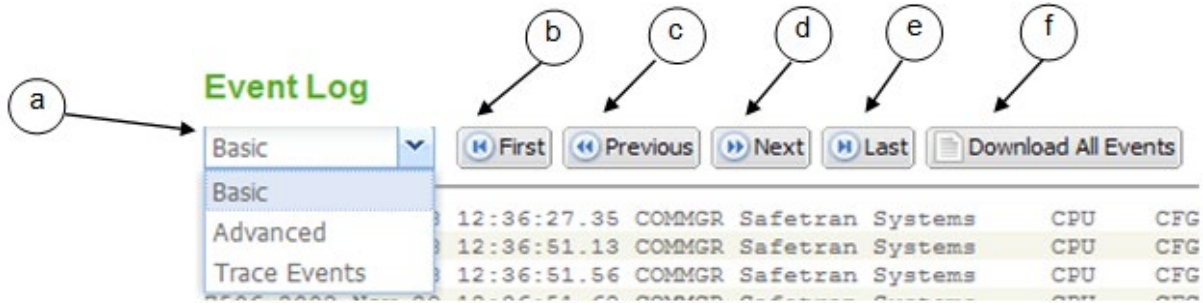 b c d e f
Event Log
a
Basic First Previous Next Last Download All Events
Basic
12:36:27.35 COMMGR Safetran Systems CPU CFG
Advanced
12:36:51.13 COMMGR Safetran Systems CPU CFG
Trace Events
12:36:51.56 COMMGR Safetran Systems CPU CFG